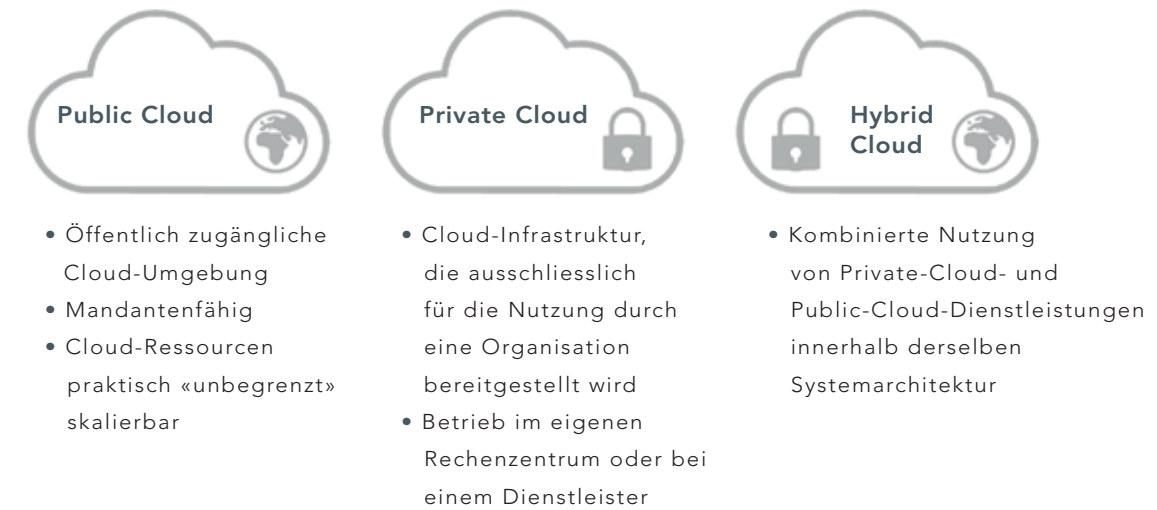 Public Cloud
• Öffentlich zugängliche
Cloud-Umgebung
• Mandantenfähig
• Cloud-Ressourcen
praktisch «unbegrenzt»
skalierbar
Private Cloud
• Cloud-Infrastruktur,
die ausschliesslich
für die Nutzung durch
eine Organisation
bereitgestellt wird
• Betrieb im eigenen
Rechenzentrum oder bei
einem Dienstleister
Hybrid
Cloud
• Kombinierte Nutzung
von Private-Cloud- und
Public-Cloud-Dienstleistungen
innerhalb derselben
Systemarchitektur